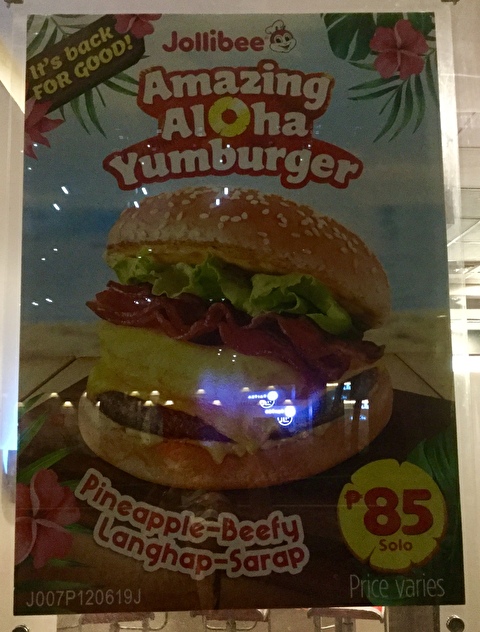 It's back
FOR GOOD!
Jollibee
Amazing
Aloha
Yumburger
Pineapple-Beefy
Langhap-Sarap
₱85
Solo
Price varies
J007P120619J